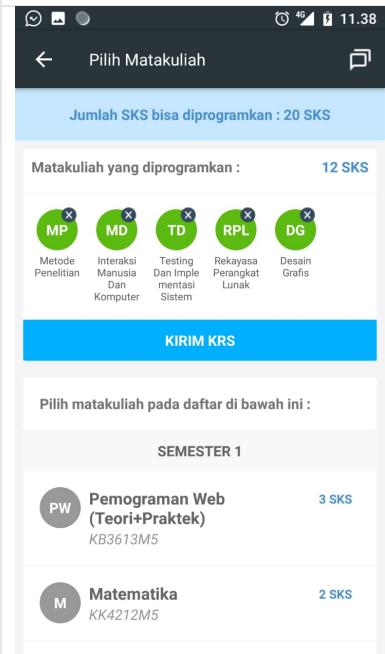 4G 11.38
Pilih Matakuliah
Jumlah SKS bisa diprogramkan : 20 SKS
Matakuliah yang diprogramkan : 12 SKS
MP MD TD RPL DG
Metode Penelitian
Interaksi Manusia Dan Komputer
Testing Dan Imple mentasi Sistem
Rekayasa Perangkat Lunak
Desain Grafis
KIRIM KRS
Pilih matakuliah pada daftar di bawah ini :
SEMESTER 1
PW
Pemograman Web 3 SKS
(Teori+Praktek)
KB3613M5
M
Matematika 2 SKS
KK4212M5